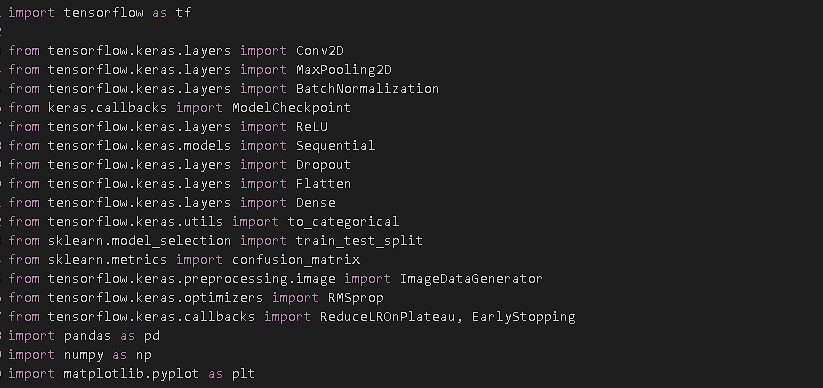 import tensorflow as tf
from tensorflow.keras.layers import Conv2D
from tensorflow.keras.layers import MaxPooling2D
from tensorflow.keras.layers import BatchNormalization
from keras.callbacks import ModelCheckpoint
from tensorflow.keras.layers import ReLU
from tensorflow.keras.models import Sequential
from tensorflow.keras.layers import Dropout
from tensorflow.keras.layers import Flatten
from tensorflow.keras.layers import Dense
from tensorflow.keras.utils import to_categorical
from sklearn.model_selection import train_test_split
from sklearn.metrics import confusion_matrix
from tensorflow.keras.preprocessing.image import ImageDataGenerator
from tensorflow.keras.optimizers import RMSprop
from tensorflow.keras.callbacks import ReduceLROnPlateau, EarlyStopping
import pandas as pd
import numpy as np
import matplotlib.pyplot as plt